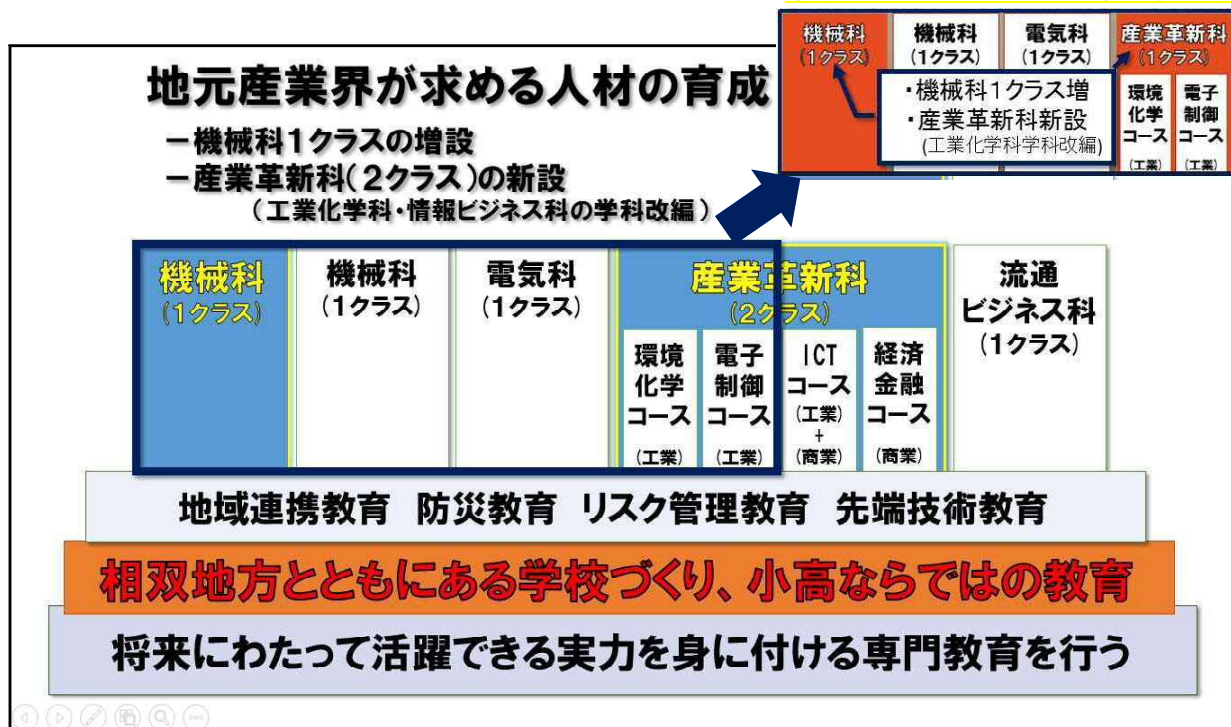 地元産業界が求める人材の育成
－機械科１クラスの増設
－産業革新科（２クラス）の新設
（工業化学科・情報ビジネス科の学科改編）
機械科
（１クラス）
機械科
（１クラス）
電気科
（１クラス）
産業革新科
（１クラス）
・機械科１クラス増
・産業革新科新設
（工業化学科学科改編）
環境
化学
コース
（工業）
電子
制御
コース
（工業）
機械科
（１クラス）
機械科
（１クラス）
電気科
（１クラス）
産業革新科
（２クラス）
環境
化学
コース
（工業）
電子
制御
コース
（工業）
ICT
コース
（工業）
+
（商業）
経済
金融
コース
（商業）
流通
ビジネス科
（１クラス）
地域連携教育　防災教育　リスク管理教育　先端技術教育
相双地方とともにある学校づくり、小高ならではの教育
将来にわたって活躍できる実力を身に付ける専門教育を行う